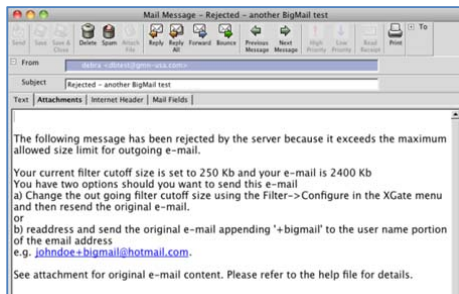 Mail Message - Rejected - another BigMail test
Send Save Save & Close Delete Spam Attach File Reply Reply All Forward Bounce Previous Message Next Message High Priority Low Priority Read Receipt Print To
From debra <dbtest@gmn-usa.com>
Subject Rejected - another BigMail test
Text Attachments Internet Header Mail Fields
The following message has been rejected by the server because it exceeds the maximum
allowed size limit for outgoing e-mail.
Your current filter cutoff size is set to 250 Kb and your e-mail is 2400 Kb
You have two options should you want to send this e-mail
a) Change the out going filter cutoff size using the Filter->Configure in the XGate menu
and then resend the original e-mail.
or
b) readdress and send the original e-mail appending '+bigmail' to the user name portion
of the email address
e.g. johndoe+bigmail@hotmail.com.
See attachment for original e-mail content. Please refer to the help file for details.